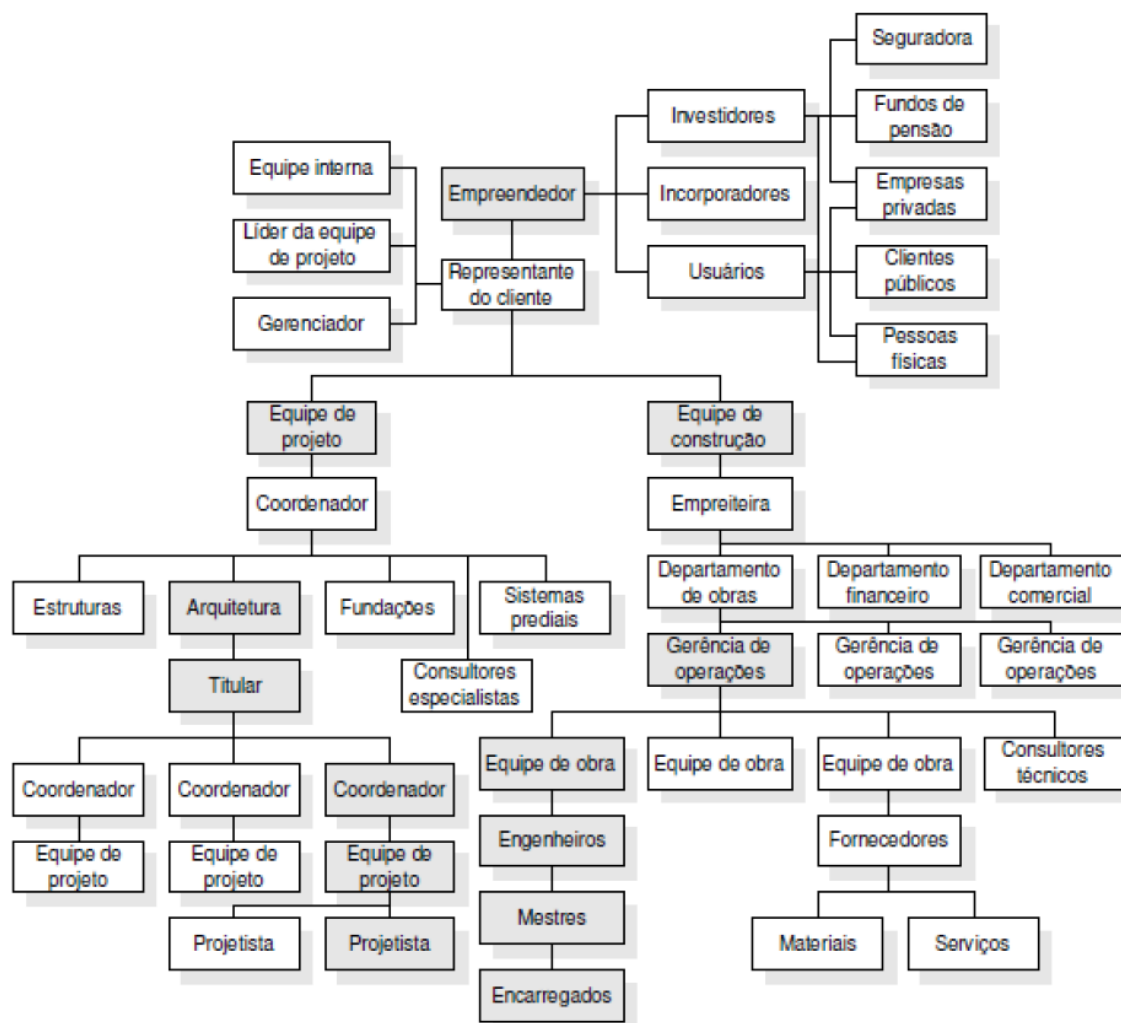 Seguradora
Investidores
Fundos de
pensão
Equipe interna
Empreendedor
Incorporadores
Empresas
privadas
Líder da equipe
de projeto
Representante
do cliente
Usuários
Clientes
públicos
Gerenciador
Pessoas
físicas
Equipe de
projeto
Equipe de
construção
Coordenador
Empreiteira
Estruturas
Arquitetura
Fundações
Sistemas
prediais
Departamento
de obras
Departamento
financeiro
Departamento
comercial
Titular
Consultores
especialistas
Gerência de
operações
Gerência de
operações
Gerência de
operações
Coordenador
Coordenador
Coordenador
Equipe de obra
Equipe de obra
Equipe de obra
Consultores
técnicos
Equipe de
projeto
Equipe de
projeto
Equipe de
projeto
Engenheiros
Fornecedores
Projetista
Projetista
Mestres
Materiais
Serviços
Encarregados